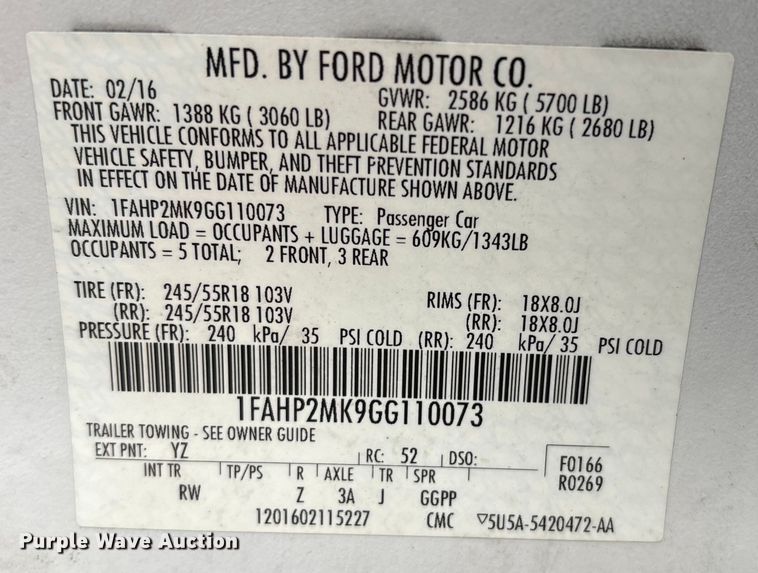 MFD. BY FORD MOTOR CO.
DATE: 02/16 GVWR: 2586 KG ( 5700 LB)
FRONT GAWR: 1388 KG ( 3060 LB) REAR GAWR: 1216 KG ( 2680 LB)
THIS VEHICLE CONFORMS TO ALL APPLICABLE FEDERAL MOTOR
VEHICLE SAFETY, BUMPER, AND THEFT PREVENTION STANDARDS
IN EFFECT ON THE DATE OF MANUFACTURE SHOWN ABOVE.
VIN: 1FAHP2MK9GG110073 TYPE: Passenger Car
MAXIMUM LOAD = OCCUPANTS + LUGGAGE = 609KG/1343LB
OCCUPANTS = 5 TOTAL; 2 FRONT, 3 REAR
TIRE (FR): 245/55R18 103V RIMS (FR): 18X8.0J
(RR): 245/55R18 103V (RR): 18X8.0J
PRESSURE (FR): 240 kPa/ 35 PSI COLD (RR): 240 kPa/ 35 PSI COLD
1FAHP2MK9GG110073
TRAILER TOWING - SEE OWNER GUIDE
EXT PNT: YZ RC: 52 DSO: F0166
INT TR TP/PS R AXLE TR SPR R0269
RW Z 3A J GGPP
1201602115227 CMC ▽5U5A-5420472-AA
Purple Wave Auction